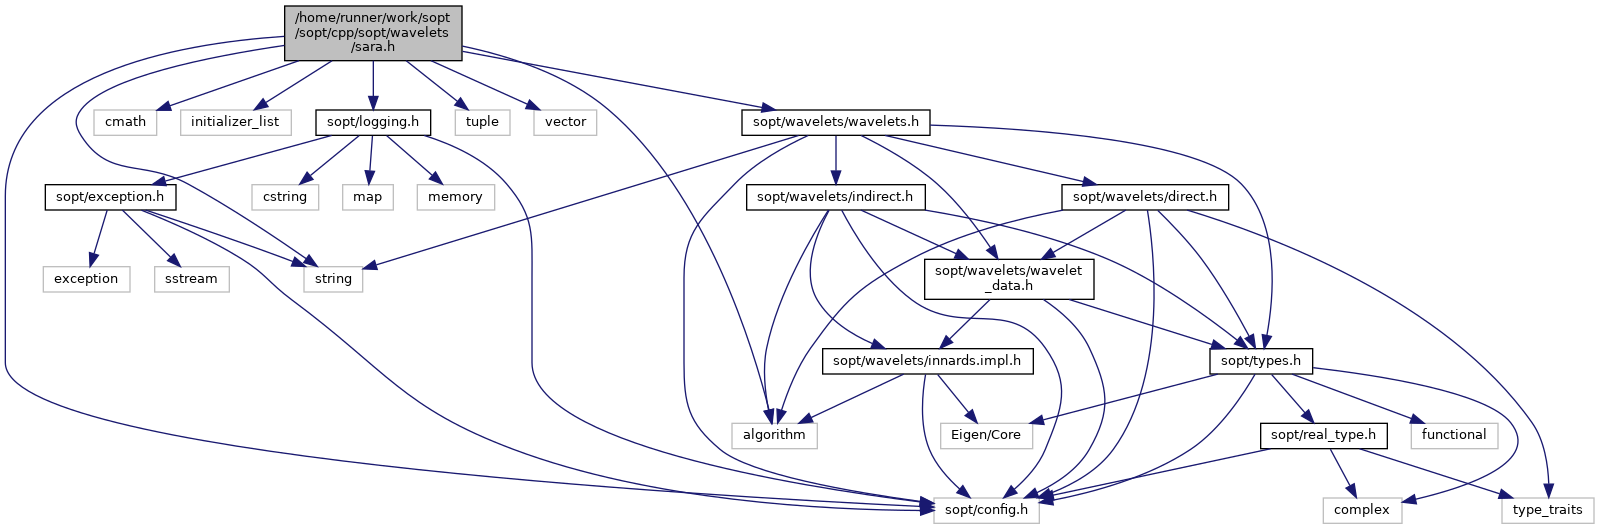 /home/runner/work/sopt
/sopt/cpp/sopt/wavelets
/sara.h
cmath
initializer_list
sopt/logging.h
tuple
vector
sopt/wavelets/wavelets.h
sopt/exception.h
cstring
map
memory
sopt/wavelets/indirect.h
sopt/wavelets/direct.h
exception
sstream
string
sopt/wavelets/wavelet
_data.h
sopt/wavelets/innards.impl.h
sopt/types.h
algorithm
Eigen/Core
sopt/real_type.h
functional
sopt/config.h
complex
type_traits